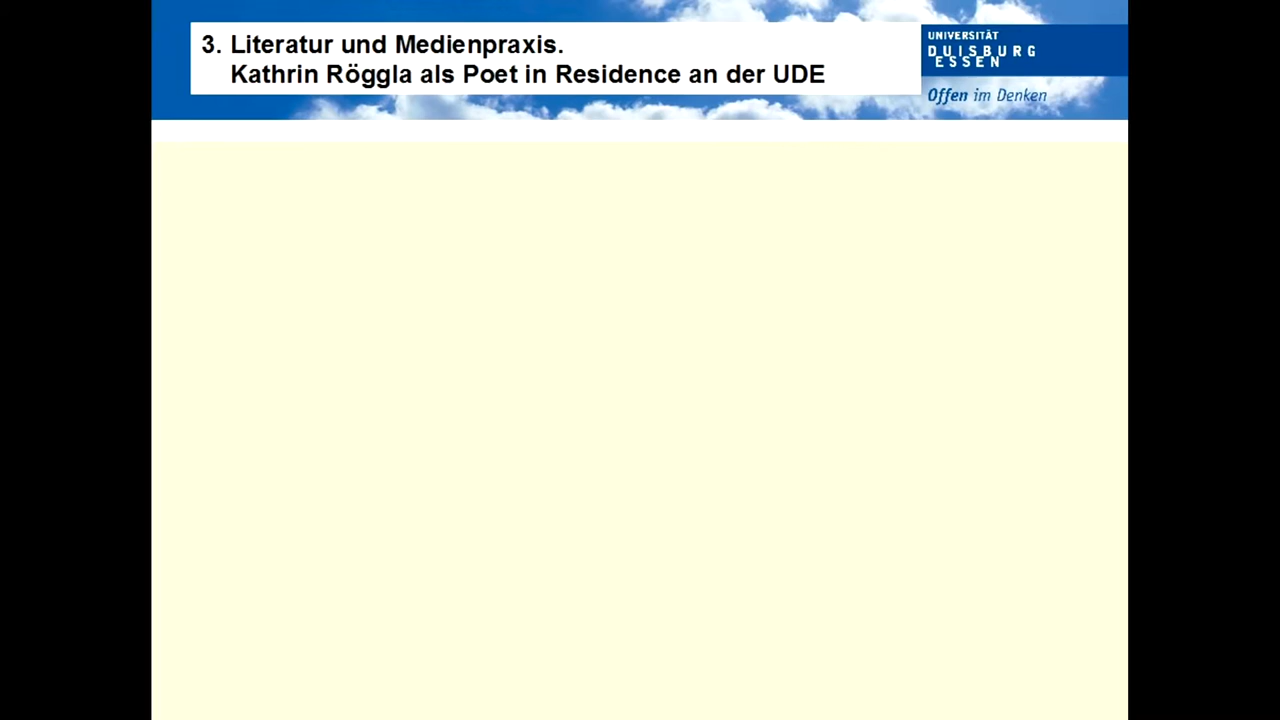 3. Literatur und Medienpraxis.
Kathrin Röggla als Poet in Residence an der UDE
UNIVERSITÄT
DUISBURG
ESSEN
Offen im Denken